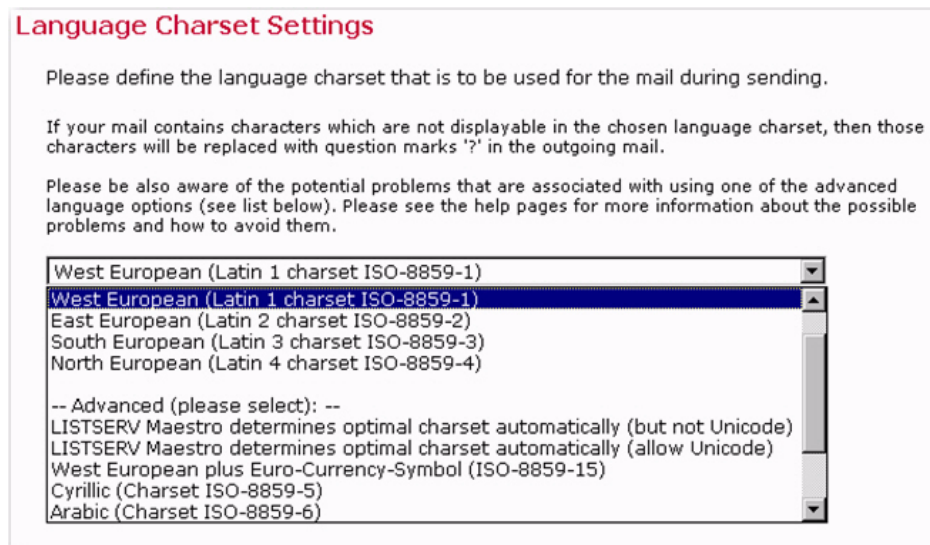 Language Charset Settings
Please define the language charset that is to be used for the mail during sending.
If your mail contains characters which are not displayable in the chosen language charset, then those
characters will be replaced with question marks '?' in the outgoing mail.
Please be also aware of the potential problems that are associated with using one of the advanced
language options (see list below). Please see the help pages for more information about the possible
problems and how to avoid them.
West European (Latin 1 charset ISO-8859-1)
West European (Latin 1 charset ISO-8859-1)
East European (Latin 2 charset ISO-8859-2)
South European (Latin 3 charset ISO-8859-3)
North European (Latin 4 charset ISO-8859-4)
-- Advanced (please select): --
LISTSERV Maestro determines optimal charset automatically (but not Unicode)
LISTSERV Maestro determines optimal charset automatically (allow Unicode)
West European plus Euro-Currency-Symbol (ISO-8859-15)
Cyrillic (Charset ISO-8859-5)
Arabic (Charset ISO-8859-6)